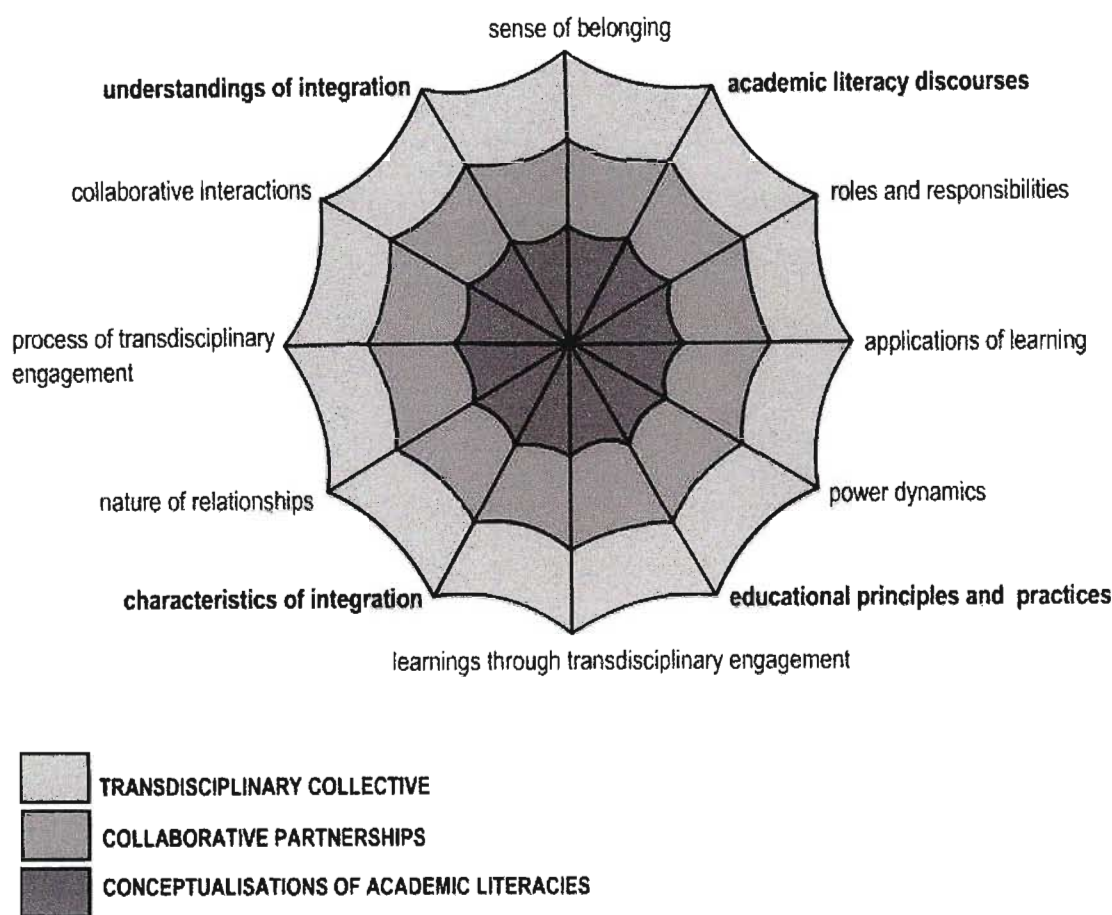 sense of belonging
understandings of integration
academic literacy discourses
collaborative interactions
roles and responsibilities
process of transdisciplinary
engagement
applications of learning
nature of relationships
power dynamics
characteristics of integration
educational principles and practices
learnings through transdisciplinary engagement
TRANSDISCIPLINARY COLLECTIVE
COLLABORATIVE PARTNERSHIPS
CONCEPTUALISATIONS OF ACADEMIC LITERACIES